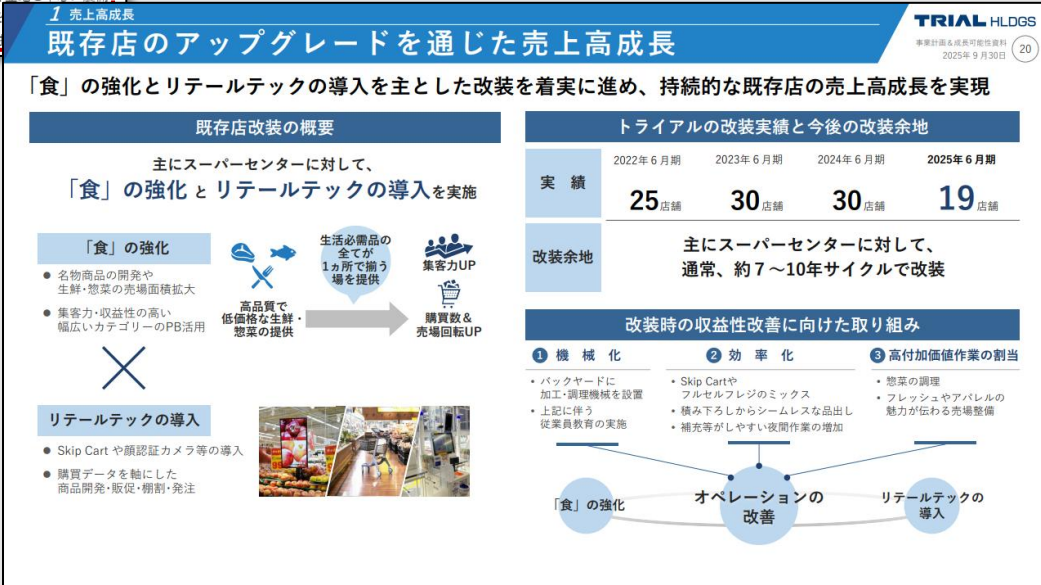 1 売上高成長
既存店のアップグレードを通じた売上高成長
TRIAL HLDGS
事業計画&成長可能性資料
2025年9月30日
20
「食」の強化とリテールテックの導入を主とした改装を着実に進め、持続的な既存店の売上高成長を実現
既存店改装の概要
主にスーパーセンターに対して、
「食」の強化 と リテールテックの導入を実施
「食」の強化
● 名物商品の開発や
生鮮・惣菜の売場面積拡大
● 集客力・収益性の高い
幅広いカテゴリーのPB活用
高品質で
低価格な生鮮・
惣菜の提供
生活必需品の
全てが
1ヵ所で揃う
場を提供
集客力UP
購買数&
売場回転UP
リテールテックの導入
● Skip Cart や顔認証カメラ等の導入
● 購買データを軸にした
商品開発・販促・棚割・発注
トライアルの改装実績と今後の改装余地
実 績
2022年6月期 2023年6月期 2024年6月期 2025年6月期
25店舗 30店舗 30店舗 19店舗
改装余地
主にスーパーセンターに対して、
通常、約7~10年サイクルで改装
改装時の収益性改善に向けた取り組み
1 機 械 化
• バックヤードに
加工・調理機械を設置
• 上記に伴う
従業員教育の実施
2 効 率 化
• Skip Cartや
フルセルフレジのミックス
• 積み下ろしからシームレスな品出し
• 補充等がしやすい夜間作業の増加
3 高付加価値作業の割当
• 惣菜の調理
• フレッシュやアパレルの
魅力が伝わる売場整備
「食」の強化
オペレーションの
改善
リテールテックの
導入